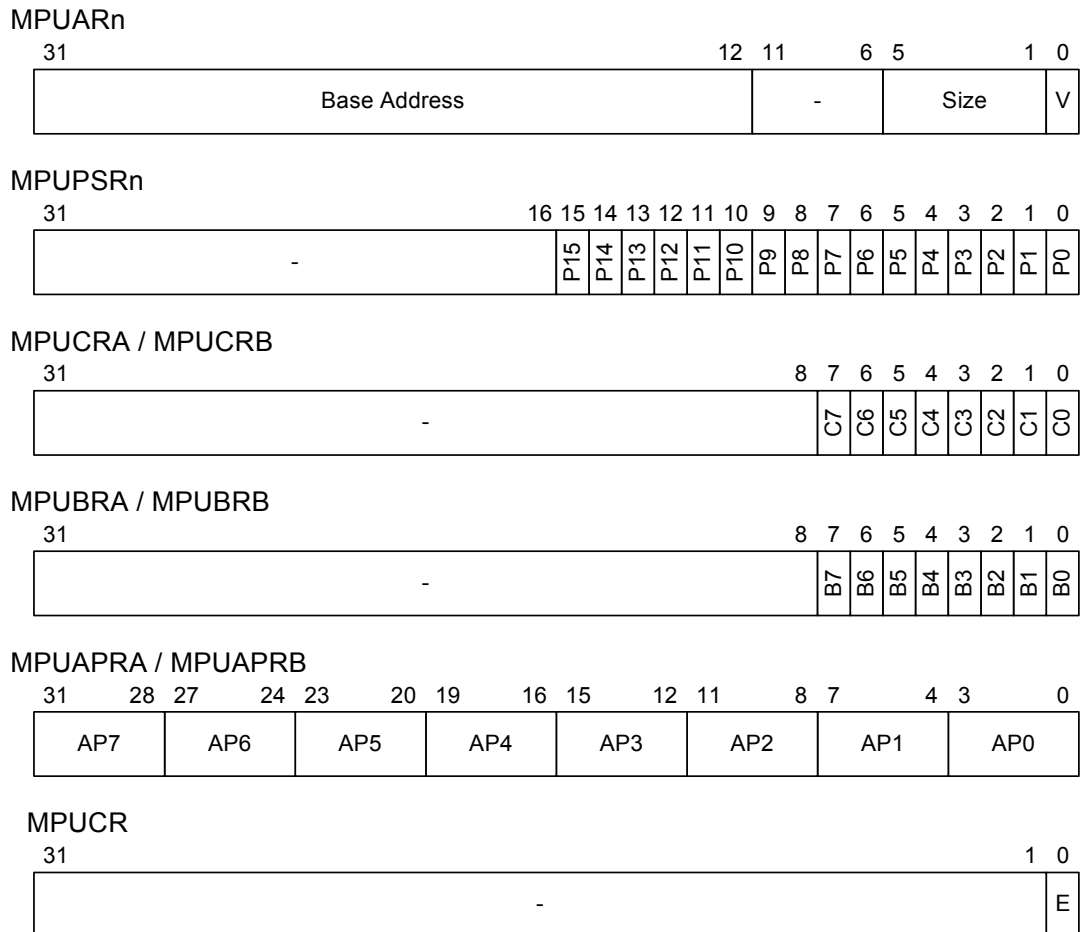 MPUARn
31 12 11 6 5 1 0
Base Address - Size V
MPUPSRn
31 16 15 14 13 12 11 10 9 8 7 6 5 4 3 2 1 0
- P15 P14 P13 P12 P11 P10 P9 P8 P7 P6 P5 P4 P3 P2 P1 P0
MPUCRA / MPUCRB
31 8 7 6 5 4 3 2 1 0
- C7 C6 C5 C4 C3 C2 C1 C0
MPUBRA / MPUBRB
31 8 7 6 5 4 3 2 1 0
- B7 B6 B5 B4 B3 B2 B1 B0
MPUAPRA / MPUAPRB
31 28 27 24 23 20 19 16 15 12 11 8 7 4 3 0
AP7 AP6 AP5 AP4 AP3 AP2 AP1 AP0
MPUCR
31 1 0
- E